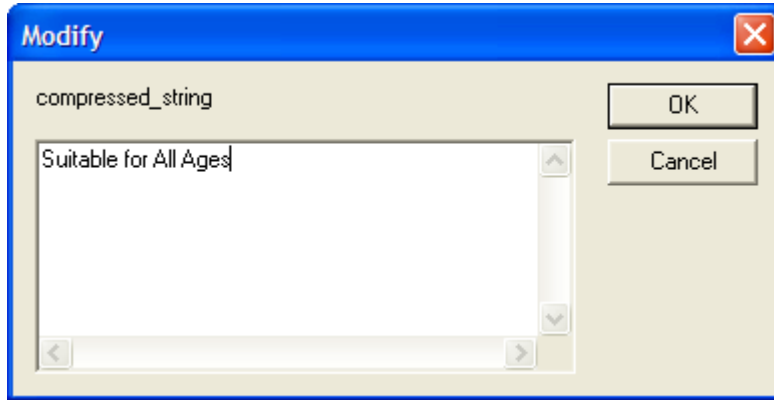 Modify
compressed_string
OK
Suitable for All Ages
Cancel